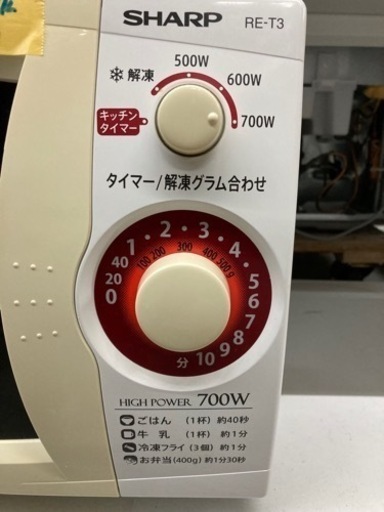 SHARP RE-T3
500W
❄解凍 600W
キッチン
タイマー 700W
タイマー/解凍グラム合わせ
1・2・3・4・5
40 100 200 300 400 500g 6
20 7
0 8
分 10 9
HIGH POWER 700W
ごはん (1杯) 約40秒
牛 乳 (1杯) 約1分
冷凍フライ (3個) 約1分
お弁当 (400g) 約1分30秒